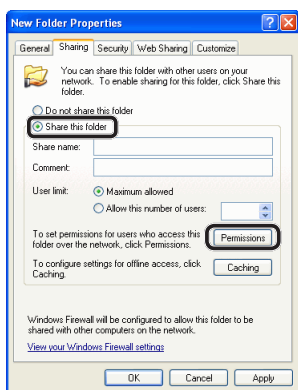 New Folder Properties
General Sharing Security Web Sharing Customize
You can share this folder with other users on your
network. To enable sharing for this folder, click Share this
folder.
Do not share this folder
Share this folder
Share name:
Comment:
User limit: Maximum allowed
Allow this number of users:
To set permissions for users who access this
folder over the network, click Permissions.
Permissions
To configure settings for offline access, click
Caching.
Caching
Windows Firewall will be configured to allow this folder to be
shared with other computers on the network.
View your Windows Firewall settings
OK Cancel Apply